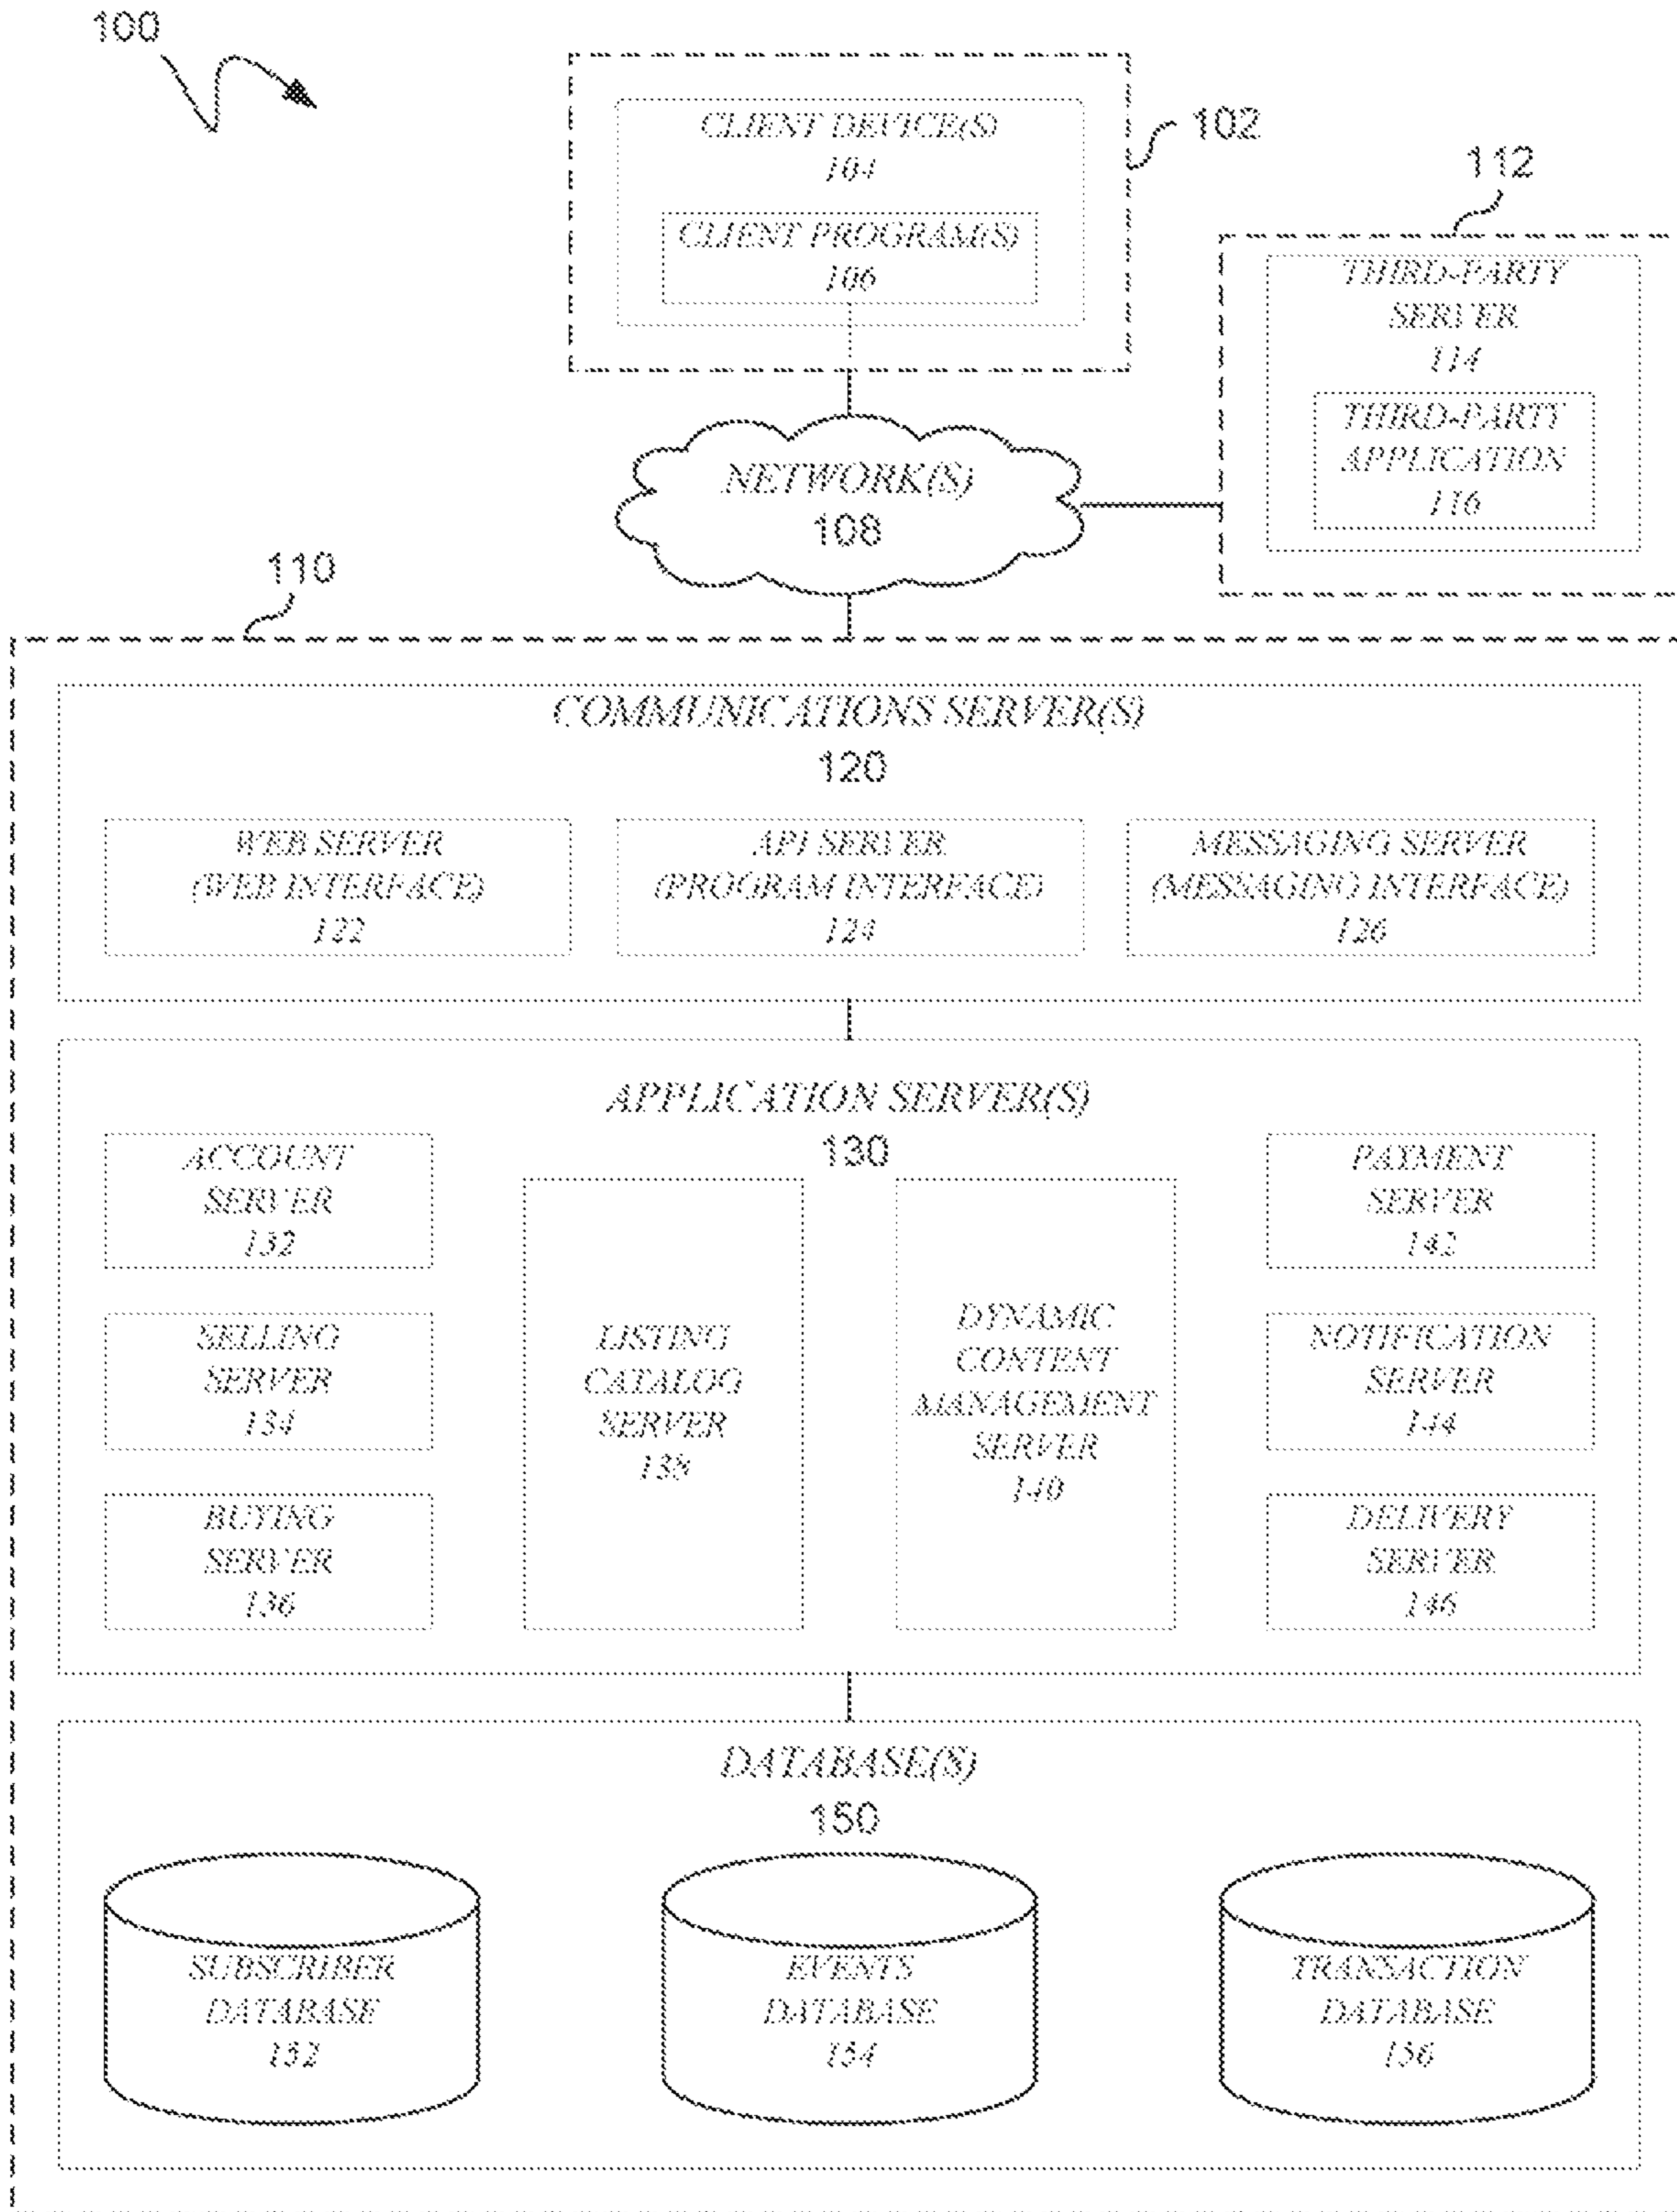 100
CLIENT DEVICE(S)
104
102
CLIENT PROGRAM(S)
106
112
THIRD-PARTY
SERVER
114
THIRD-PARTY
APPLICATION
116
NETWORK(S)
108
110
COMMUNICATIONS SERVER(S)
120
WEB SERVER
(WEB INTERFACE)
122
API SERVER
(PROGRAM INTERFACE)
124
MESSAGING SERVER
(MESSAGING INTERFACE)
126
APPLICATION SERVER(S)
130
ACCOUNT
SERVER
132
SELLING
SERVER
134
BUYING
SERVER
136
LISTING
CATALOG
SERVER
138
DYNAMIC
CONTENT
MANAGEMENT
SERVER
140
PAYMENT
SERVER
142
NOTIFICATION
SERVER
144
DELIVERY
SERVER
146
DATABASE(S)
150
SUBSCRIBER
DATABASE
152
EVENTS
DATABASE
154
TRANSACTION
DATABASE
156